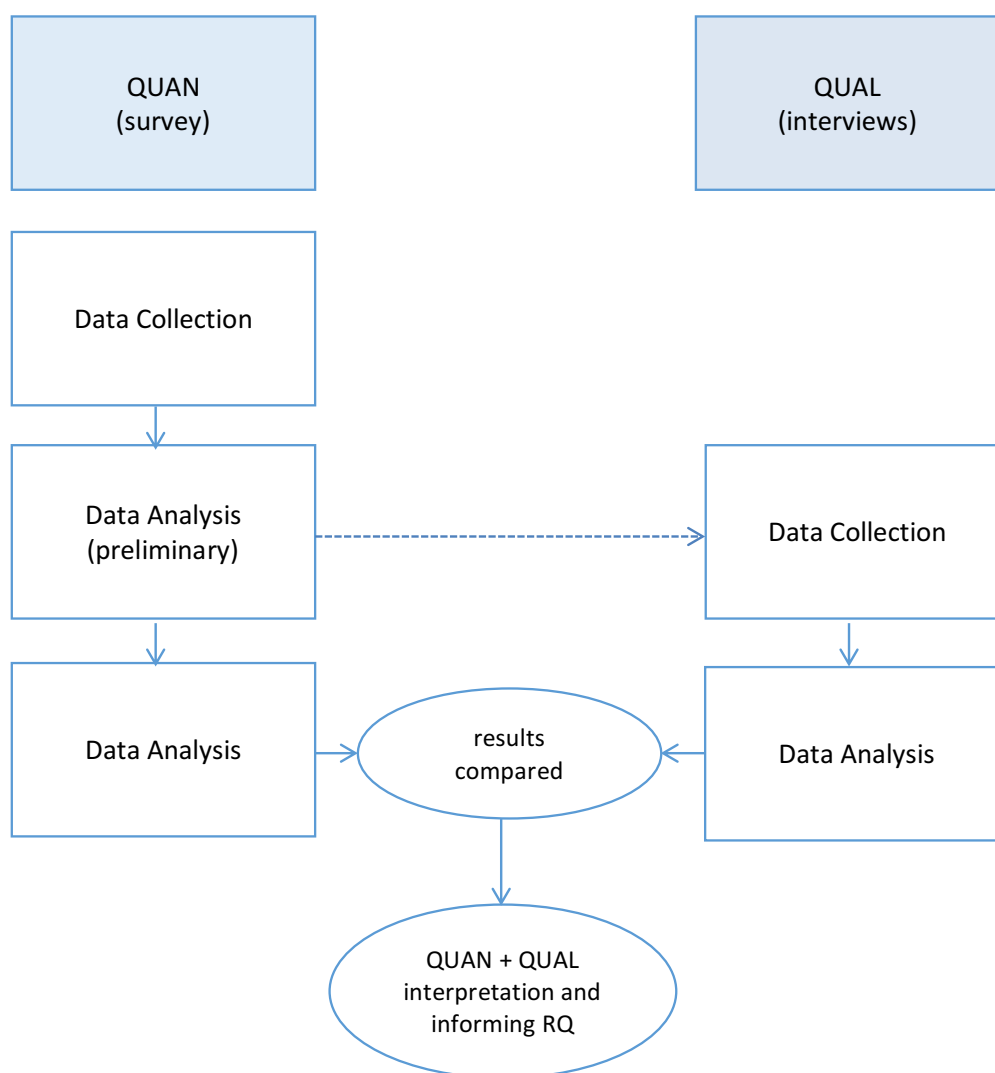 QUAN
(survey)
QUAL
(interviews)
Data Collection
Data Analysis
(preliminary)
Data Collection
Data Analysis
results
compared
Data Analysis
QUAN + QUAL
interpretation and
informing RQ